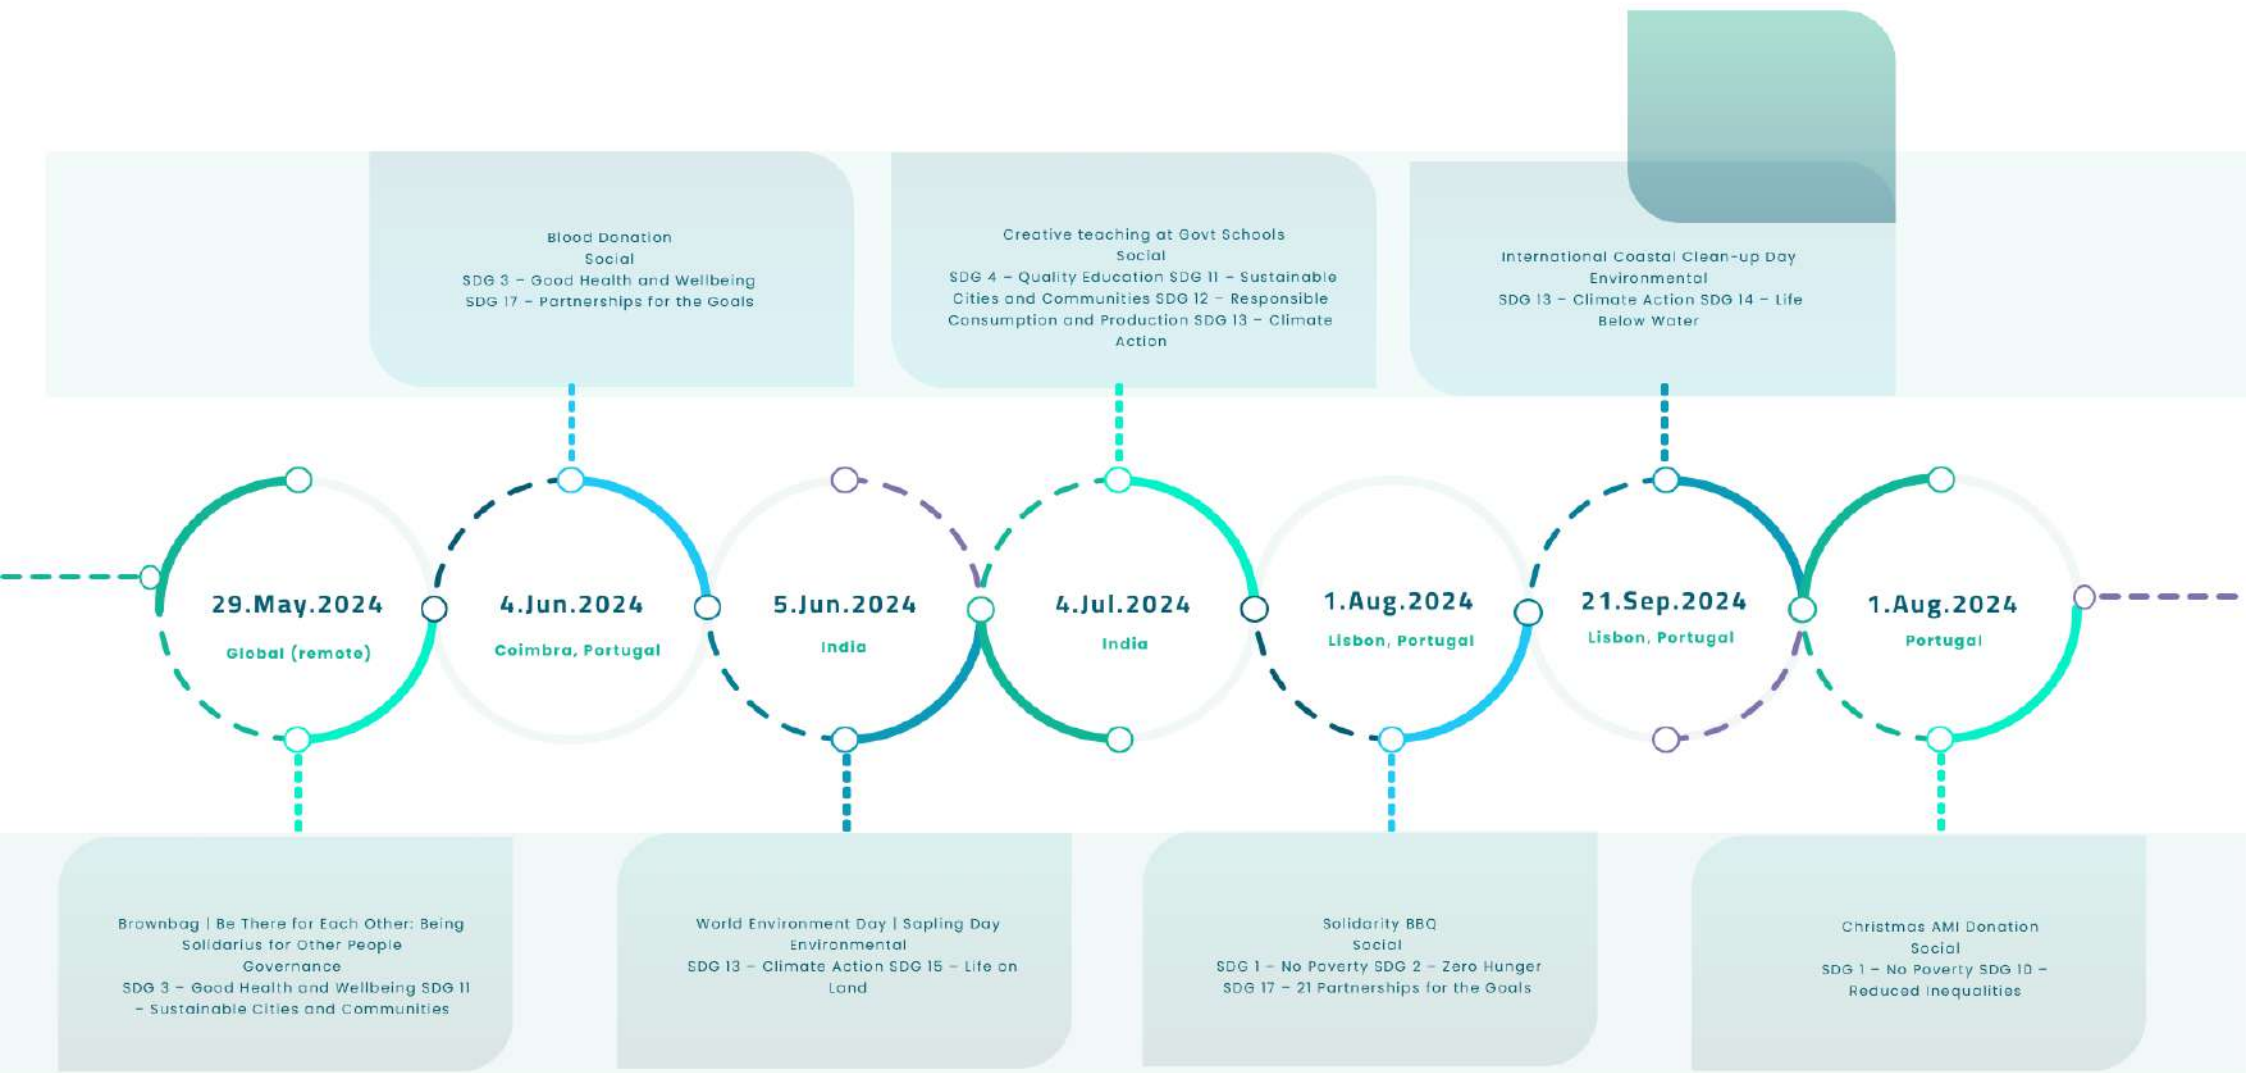 Blood Donation
Social
SDG 3 – Good Health and Wellbeing
SDG 17 – Partnerships for the Goals
Creative teaching at Govt Schools
Social
SDG 4 – Quality Education SDG 11 – Sustainable
Cities and Communities SDG 12 – Responsible
Consumption and Production SDG 13 – Climate
Action
International Coastal Clean-up Day
Environmental
SDG 13 – Climate Action SDG 14 – Life
Below Water
29.May.2024
Global (remote)
4.Jun.2024
Coimbra, Portugal
5.Jun.2024
India
4.Jul.2024
India
1.Aug.2024
Lisbon, Portugal
21.Sep.2024
Lisbon, Portugal
1.Aug.2024
Portugal
Brownbag | Be There for Each Other: Being
Solidarius for Other People
Governance
SDG 3 – Good Health and Wellbeing SDG 11
– Sustainable Cities and Communities
World Environment Day | Sapling Day
Environmental
SDG 13 – Climate Action SDG 15 – Life on
Land
Solidarity BBQ
Social
SDG 1 – No Poverty SDG 2 – Zero Hunger
SDG 17 – 21 Partnerships for the Goals
Christmas AMI Donation
Social
SDG 1 – No Poverty SDG 10 –
Reduced Inequalities